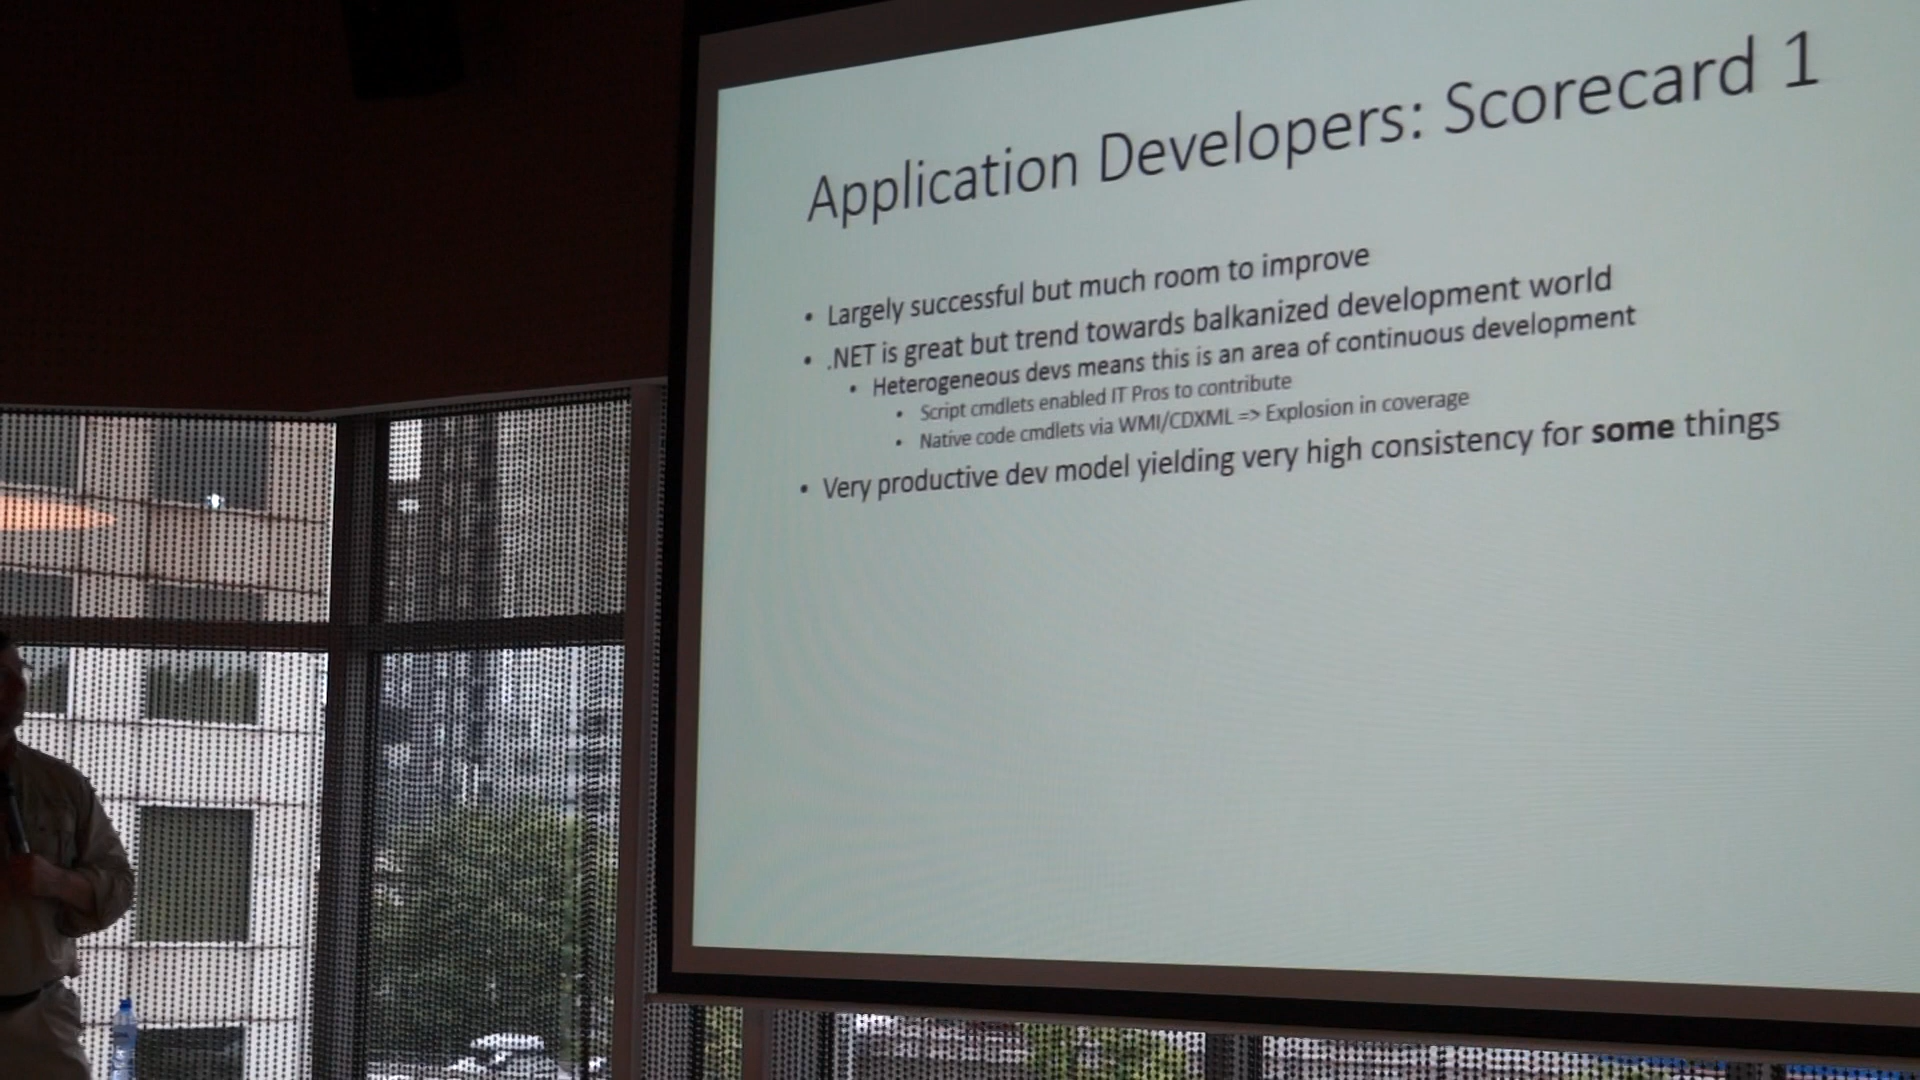 Application Developers: Scorecard 1
• Largely successful but much room to improve
• .NET is great but trend towards balkanized development world
• Heterogeneous devs means this is an area of continuous development
• Script cmdlets enabled IT Pros to contribute
• Native code cmdlets via WMI/CDXML => Explosion in coverage
• Very productive dev model yielding very high consistency for some things